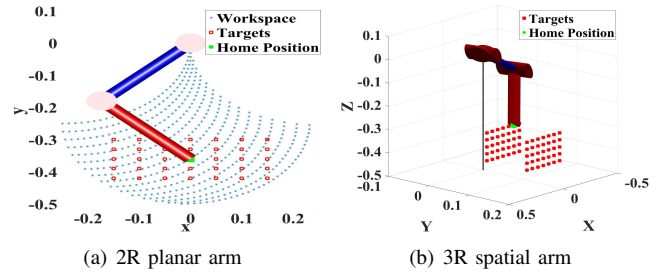 0.1
0
-0.1
-0.2
-0.3
-0.4
-0.5
y
-0.2
-0.1
0
0.1
0.2
x
Workspace
Targets
Home Position
(a) 2R planar arm
0.1
0
-0.1
-0.2
-0.3
-0.4
-0.5
Z
-0.1
0
0.1
0.2
Y
0.5
0
-0.5
X
Targets
Home Position
(b) 3R spatial arm